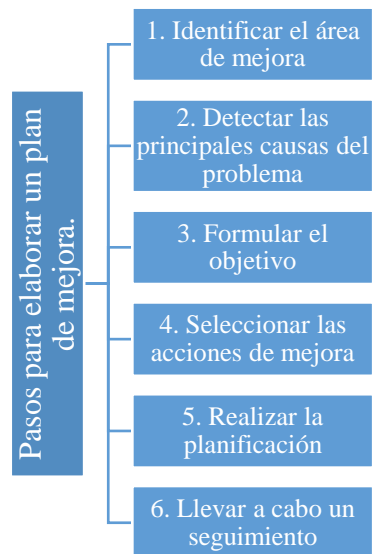 Pasos para elaborar un plan
de mejora.
1. Identificar el área
de mejora
2. Detectar las
principales causas del
problema
3. Formular el
objetivo
4. Seleccionar las
acciones de mejora
5. Realizar la
planificación
6. Llevar a cabo un
seguimiento